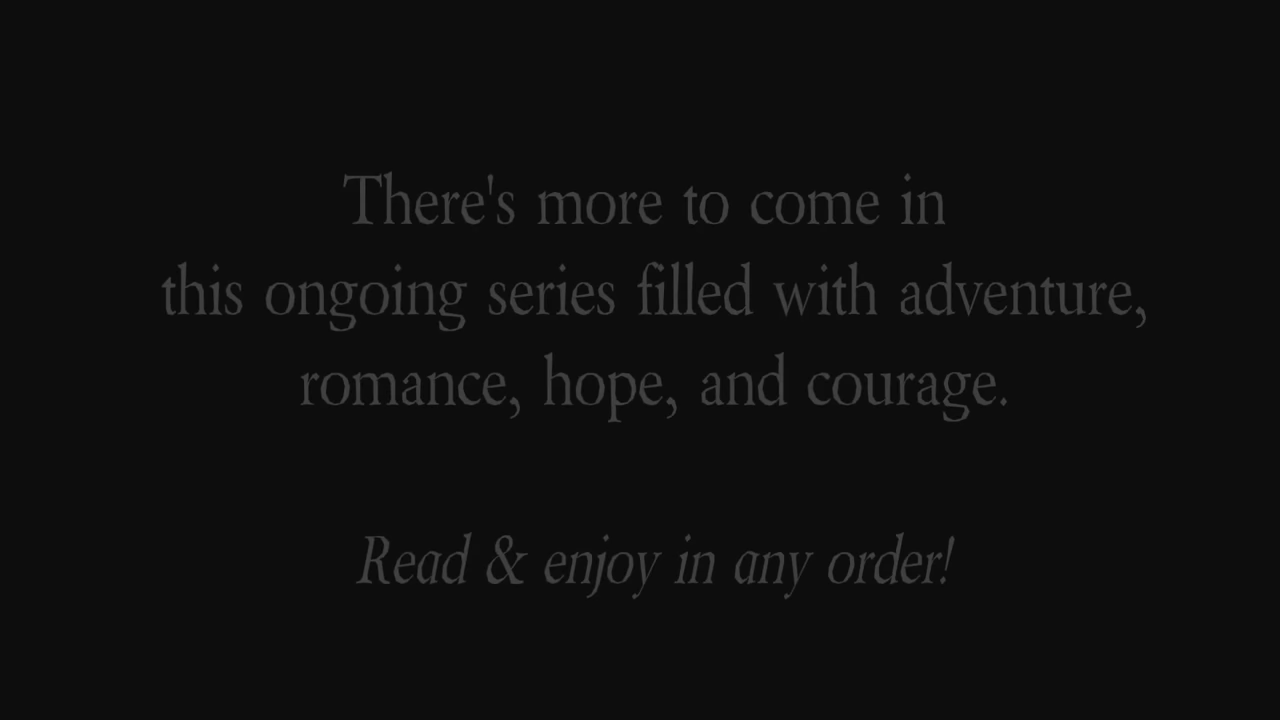 There's more to come in
this ongoing series filled with adventure,
romance, hope, and courage.
Read & enjoy in any order!